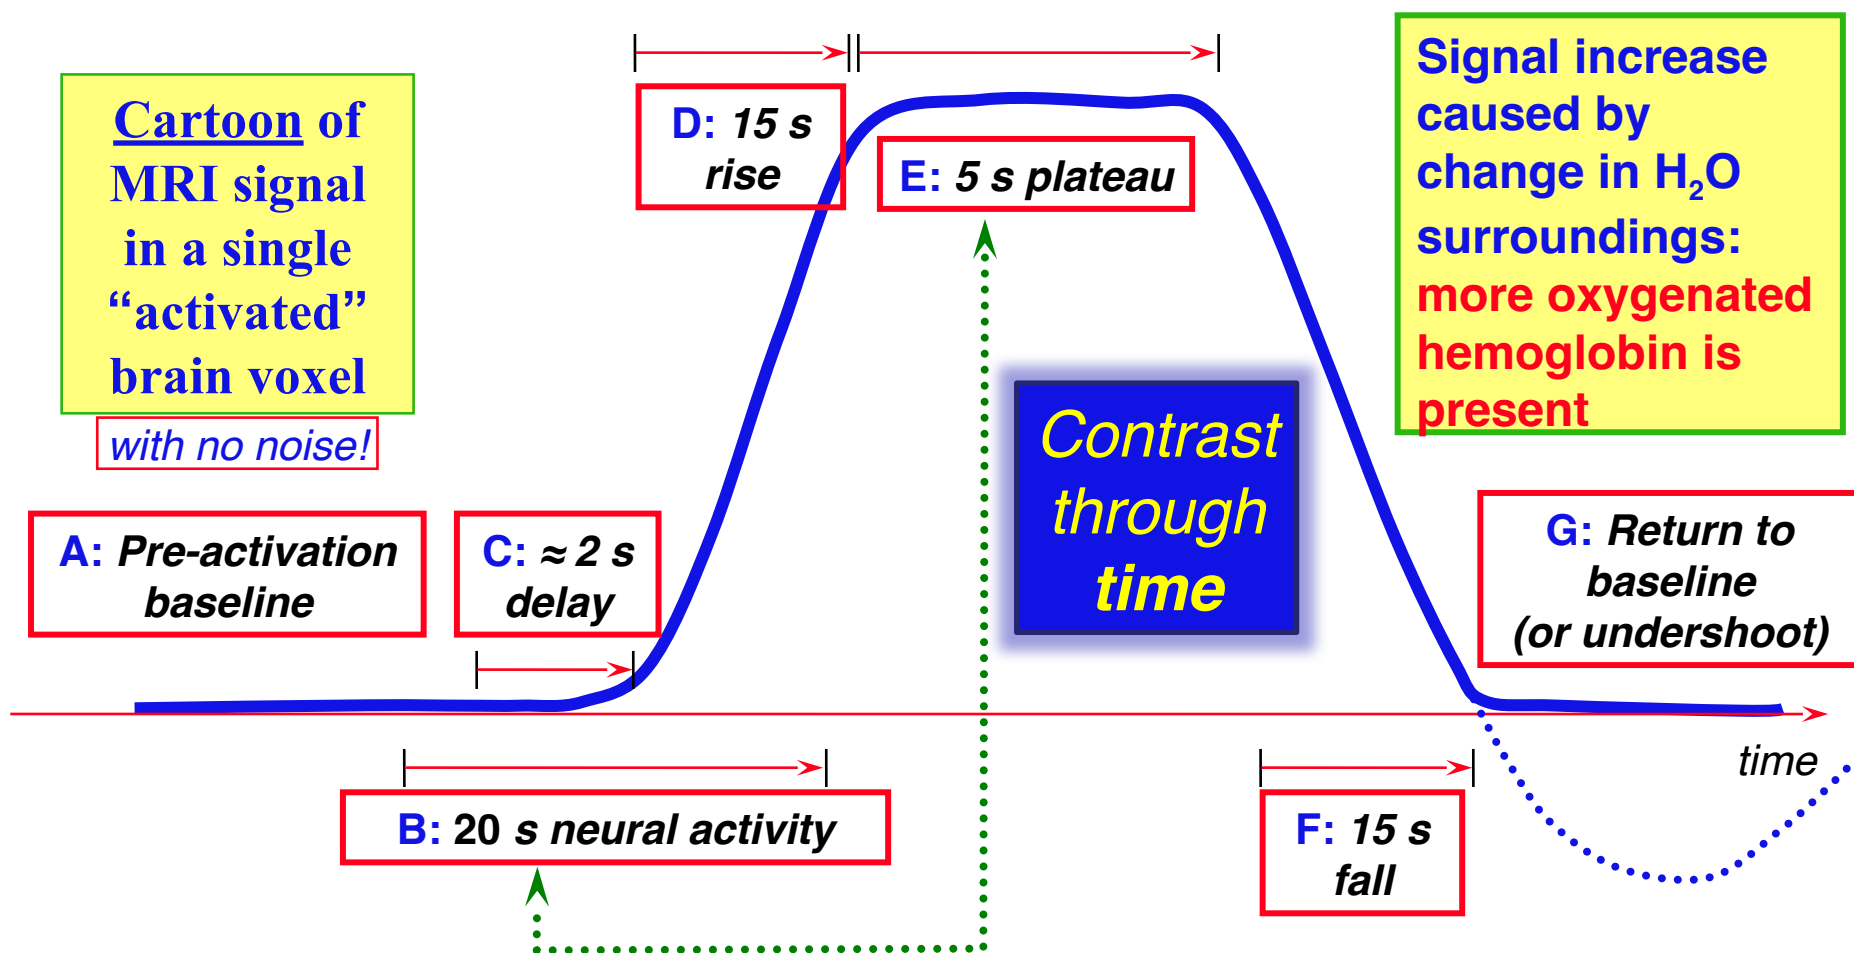 Cartoon of
MRI signal
in a single
“activated”
brain voxel
with no noise!
D: 15 s
rise
E: 5 s plateau
Signal increase
caused by
change in H₂O
surroundings:
more oxygenated
hemoglobin is
present
Contrast
through
time
A: Pre-activation
baseline
C: ≈ 2 s
delay
G: Return to
baseline
(or undershoot)
time
B: 20 s neural activity
F: 15 s
fall